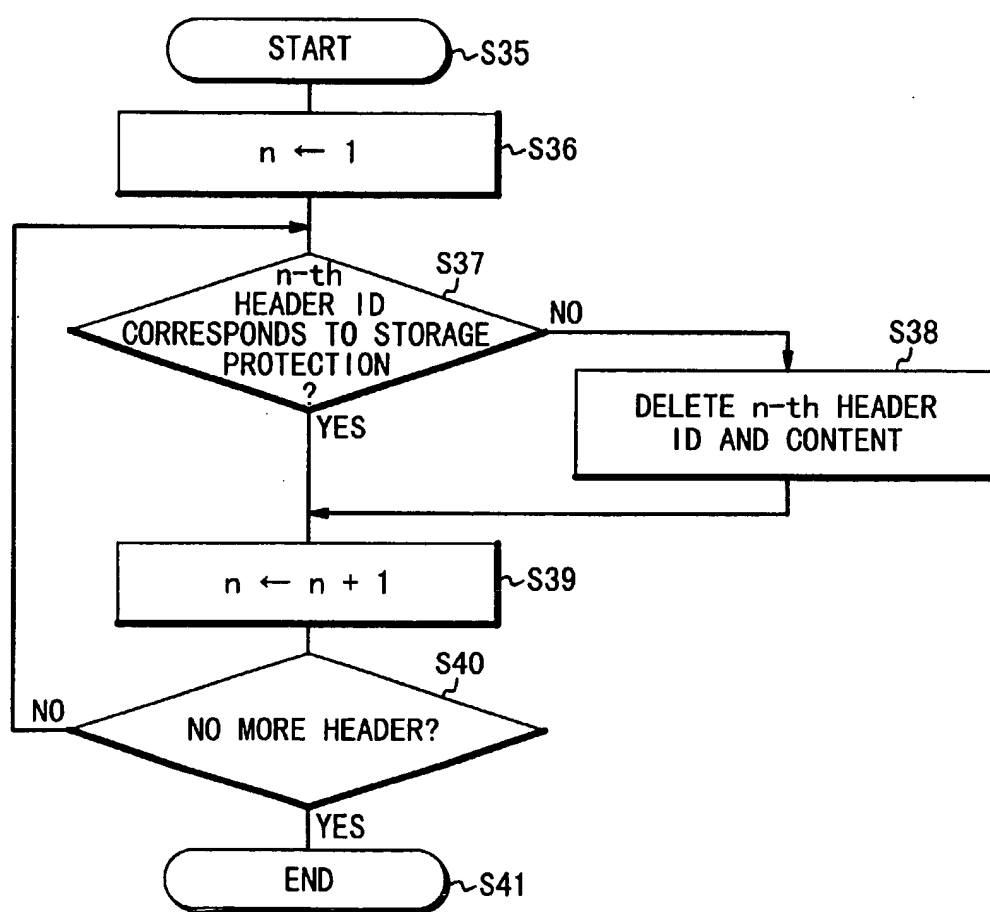 START
S35
n ← 1
S36
S37
n-th
HEADER ID
CORRESPONDS TO STORAGE
PROTECTION
?
NO
YES
S38
DELETE n-th HEADER
ID AND CONTENT
n ← n + 1
S39
S40
NO MORE HEADER?
NO
YES
END
S41